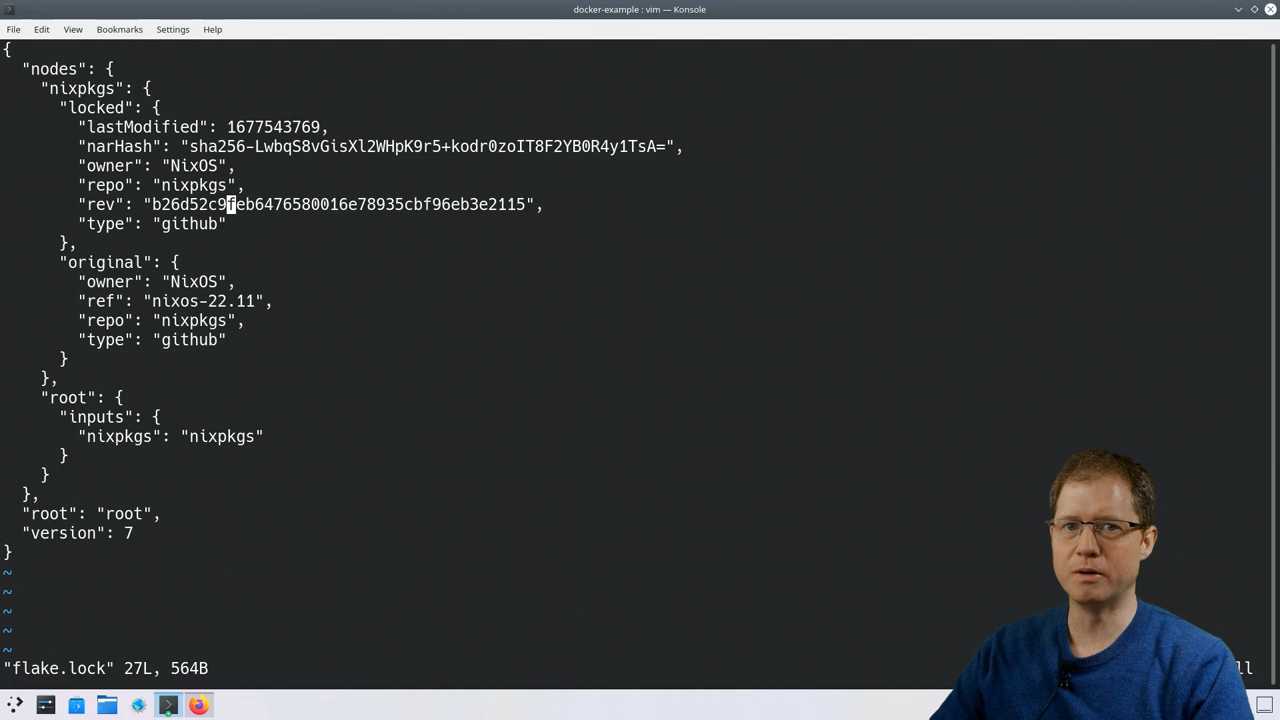 docker-example : vim — Konsole
File Edit View Bookmarks Settings Help
{
"nodes": {
"nixpkgs": {
"locked": {
"lastModified": 1677543769,
"narHash": "sha256-LwbqS8vGisXl2WHpK9r5+kodr0zoIT8F2YB0R4y1TsA=",
"owner": "NixOS",
"repo": "nixpkgs",
"rev": "b26d52c9feb6476580016e78935cbf96eb3e2115",
"type": "github"
},
"original": {
"owner": "NixOS",
"ref": "nixos-22.11",
"repo": "nixpkgs",
"type": "github"
}
},
"root": {
"inputs": {
"nixpkgs": "nixpkgs"
}
}
},
"root": "root",
"version": 7
}
~
~
~
~
~
"flake.lock" 27L, 564B